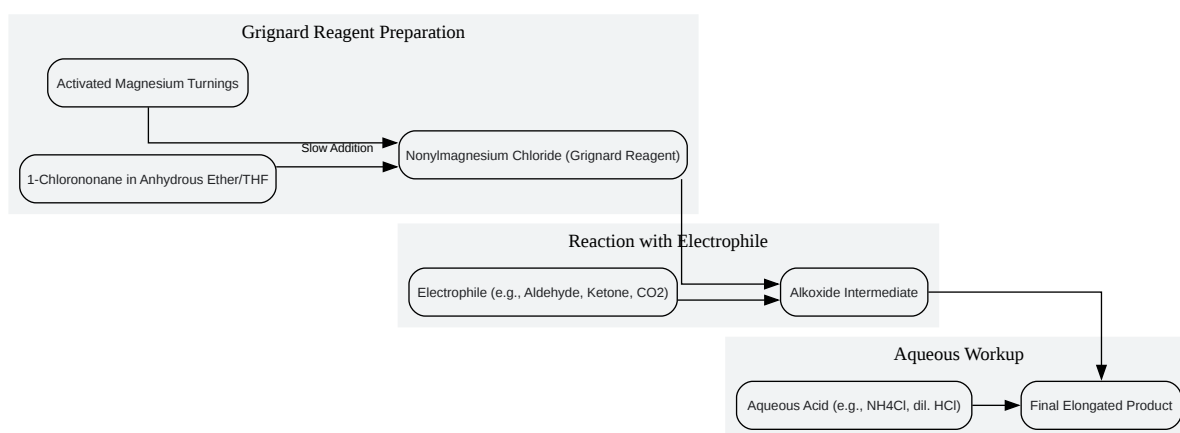 Grignard Reagent Preparation
Activated Magnesium Turnings
Slow Addition
Nonylmagnesium Chloride (Grignard Reagent)
1-Chlorononane in Anhydrous Ether/THF
Reaction with Electrophile
Electrophile (e.g., Aldehyde, Ketone, CO2)
Alkoxide Intermediate
Aqueous Workup
Aqueous Acid (e.g., NH4Cl, dil. HCl)
Final Elongated Product